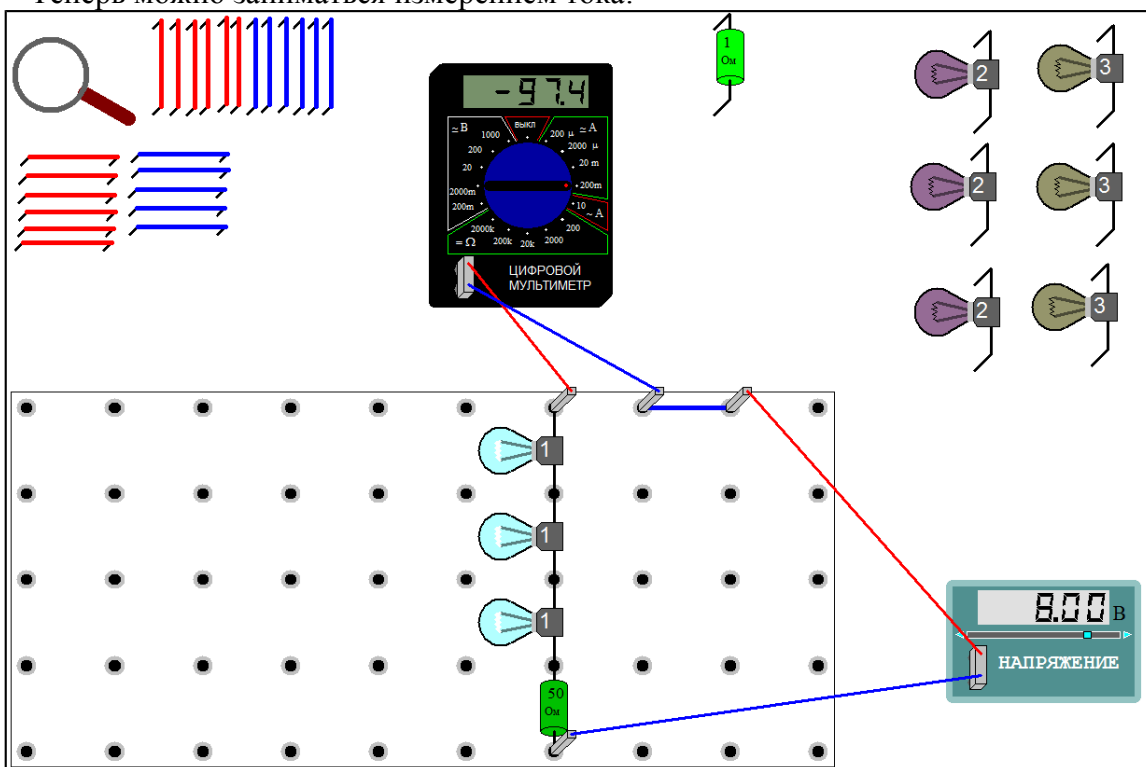 Теперь можно заниматься измерением тока.
1
Ом
2
3
-97.4
≃ В
1000
ВЫКЛ
200 µ
≃ А
200
2000 µ
20
20 m
2000m
200m
200m
10
~ А
2000k
200
= Ω
200k
20k
2000
2
3
ЦИФРОВОЙ
МУЛЬТИМЕТР
2
3
1
1
1
8.00 В
НАПРЯЖЕНИЕ
50
Ом